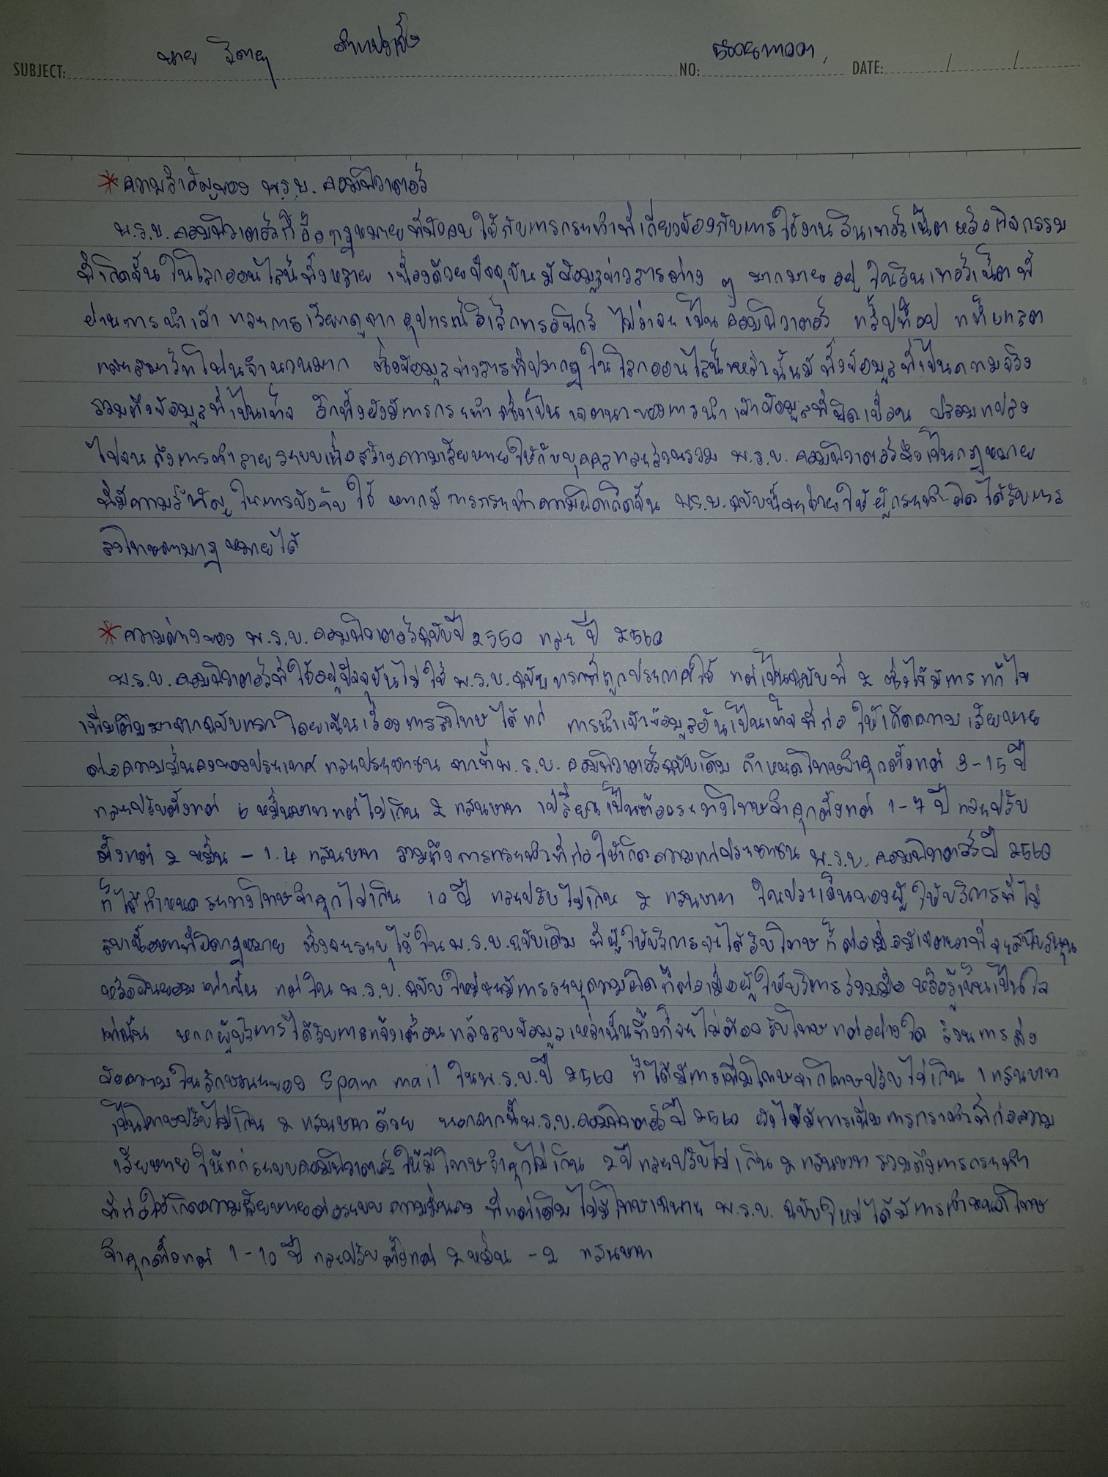 นาย
SUBJECT: NO: DATE: / /
* ความสำคัญของ พ.ร.บ. คอมพิวเตอร์
พ.ร.บ. คอมพิวเตอร์ก็คือกฎหมายที่มีผลบใช้กับการกระทำที่เกี่ยวข้องกับการใช้งานอินเทอร์เน็ต หรือกิจกรรม
ที่เกิดขึ้นในโลกออนไลน์ทั้งหลาย เนื่องด้วยปัจจุบันมีข้อมูลข่าวสารต่าง ๆ มากมายอยู่ในอินเทอร์เน็ตที่
ผ่านการนำเข้า และการเรียกดูจากอุปกรณ์อิเล็กทรอนิกส์ ไม่ว่าจะเป็นคอมพิวเตอร์ แล็ปท็อป แท็บเลต
และสมาร์ทโฟนจำนวนมาก ซึ่งข้อมูลข่าวสารที่ปรากฏในโลกออนไลน์เหล่านั้นมีทั้งข้อมูลที่เป็นความจริง
รวมถึงข้อมูลที่เป็นเท็จ อีกทั้งยังมีการกระทำซึ่งเป็นเจตนาของการนำเข้าข้อมูลที่บิดเบือน ปลอมแปลง
ไปจนถึงการทำลายระบบเพื่อสร้างความเสียหายให้กับบุคคลและส่วนรวม พ.ร.บ. คอมพิวเตอร์จึงเป็นกฎหมาย
ที่มีความสำคัญในการบังคับใช้ หากมีการกระทำความผิดเกิดขึ้น พ.ร.บ. ฉบับนี้จะช่วยให้ผู้กระทำผิดได้รับการ
ลงโทษตามกฎหมายได้
* ความต่างของ พ.ร.บ. คอมพิวเตอร์ฉบับปี 2550 และ ปี 2560
พ.ร.บ. คอมพิวเตอร์ที่ใช้อยู่ปัจจุบันไม่ใช่ พ.ร.บ. ฉบับแรกที่ถูกประกาศใช้ แต่เป็นฉบับที่ 2 ซึ่งได้มีการแก้ไข
เพิ่มเติมมาจากฉบับแรก โดยเน้นเรื่องการลงโทษ ได้แก่ การนำเข้าข้อมูลอันเป็นเท็จที่ก่อให้เกิดความเสียหาย
ต่อความมั่นคงของประเทศ และประชาชน จากที่ พ.ร.บ. คอมพิวเตอร์ฉบับเดิม กำหนดโทษจำคุกตั้งแต่ 3-15 ปี
และปรับตั้งแต่ 6 หมื่นบาทแต่ไม่เกิน 2 แสนบาท เปลี่ยนเป็นต้องระวางโทษจำคุกตั้งแต่ 1-7 ปี และปรับ
ตั้งแต่ 2 หมื่น - 1.4 แสนบาท รวมถึงการกระทำที่ก่อให้เกิดความแก่ประชาชน พ.ร.บ. คอมพิวเตอร์ปี 2560
ก็ได้กำหนดระวางโทษจำคุกไม่เกิน 10 ปี และปรับไม่เกิน 2 แสนบาท ในประเด็นของผู้ให้บริการที่ไม่
ลบเนื้อหาที่ผิดกฎหมาย ซึ่งจะระบุไว้ใน พ.ร.บ. ฉบับเดิม ที่ผู้ให้บริการจะได้รับโทษ ก็ต่อเมื่อมีเจตนาที่จะสนับสนุน
หรือยินยอมเท่านั้น แต่ใน พ.ร.บ. ฉบับใหม่จะมีการระบุความผิดก็ต่อเมื่อผู้ให้บริการร่วมมือ หรือรู้เห็นเป็นใจ
เท่านั้น หากผู้บริการได้รับการแจ้งเตือน แล้วลบข้อมูลเหล่านั้นทิ้งก็จะไม่ต้องรับโทษแต่อย่างใด ส่วนการส่ง
ข้อความในลักษณะของ Spam mail ใน พ.ร.บ. ปี 2560 ก็ได้มีการเพิ่มโทษจากโทษปรับไม่เกิน 1 แสนบาท
เป็นโทษปรับไม่เกิน 2 แสนบาท ด้วย นอกจากนี้ พ.ร.บ. คอมพิวเตอร์ปี 2560 ยังได้มีการเพิ่มการกระทำที่ก่อความ
เสียหายให้แก่ระบบคอมพิวเตอร์ ให้มีโทษจำคุกไม่เกิน 2 ปี และปรับไม่เกิน 2 แสนบาท รวมถึงการกระทำ
ที่ก่อให้เกิดความเสียหายต่อระบบความมั่นคง ที่แต่เดิมไม่มีโทษเฉพาะ พ.ร.บ. ฉบับใหม่ได้มีการกำหนดโทษ
จำคุกตั้งแต่ 1-10 ปี และปรับตั้งแต่ 2 หมื่น - 2 แสนบาท